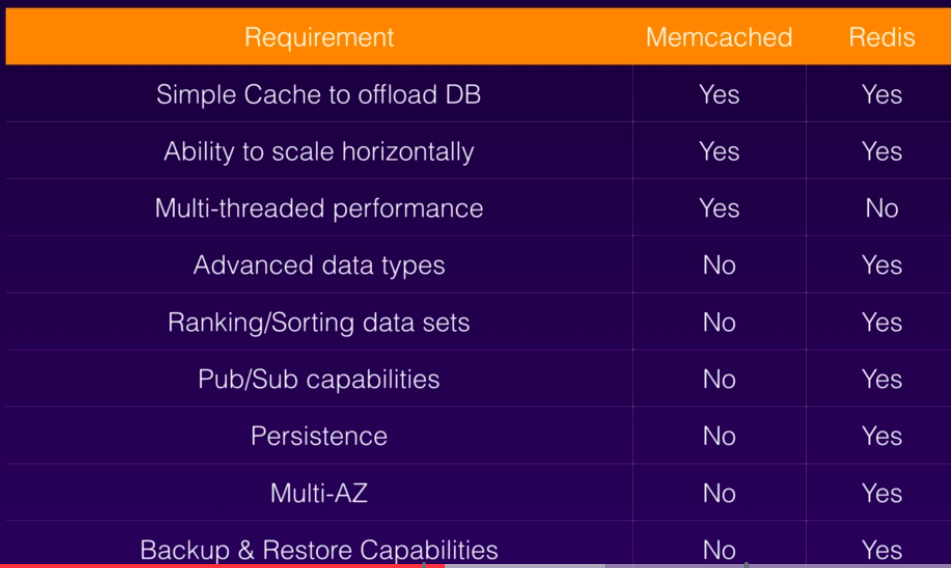 Requirement Memcached Redis
Simple Cache to offload DB Yes Yes
Ability to scale horizontally Yes Yes
Multi-threaded performance Yes No
Advanced data types No Yes
Ranking/Sorting data sets No Yes
Pub/Sub capabilities No Yes
Persistence No Yes
Multi-AZ No Yes
Backup & Restore Capabilities No Yes